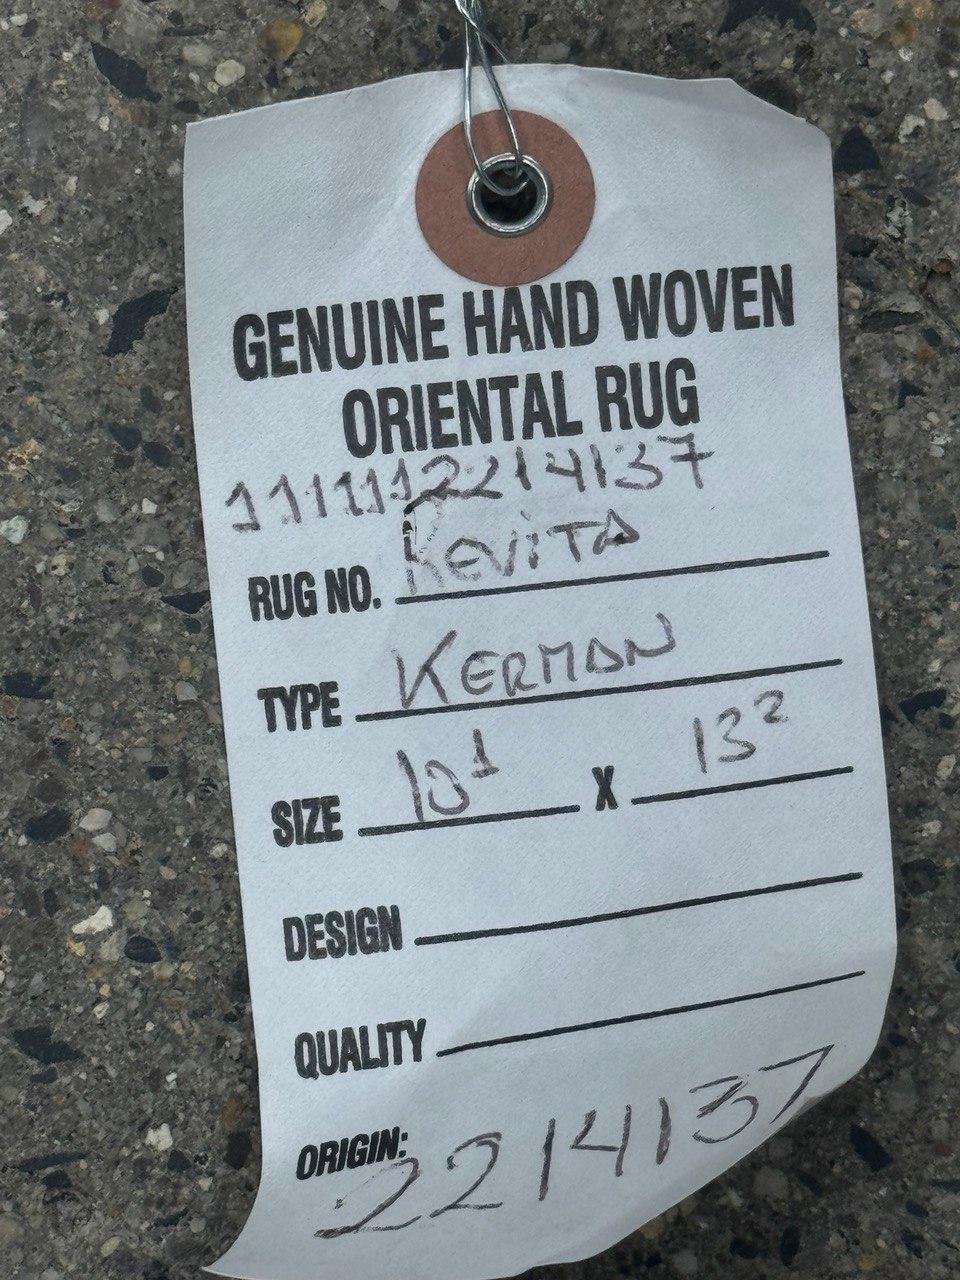 GENUINE HAND WOVEN
ORIENTAL RUG
1111112214137
RUG NO. Kevita
TYPE KERMAN
SIZE 10¹ X 13²
DESIGN
QUALITY
ORIGIN: 2214137